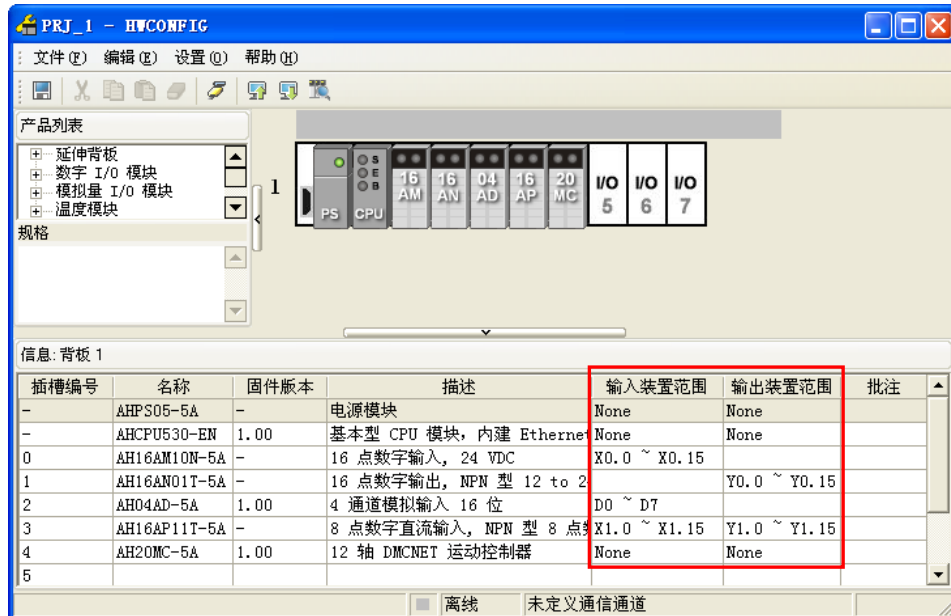 PRJ_1 - HWCONFIG
文件(F) 编辑(E) 设置(O) 帮助(H)
产品列表
延伸背板
数字 I/O 模块
模拟量 I/O 模块
温度模块
规格
1
PS
S
E
B
CPU
16 AM
16 AN
04 AD
16 AP
20 MC
I/O 5
I/O 6
I/O 7
信息: 背板 1
插槽编号 名称 固件版本 描述 输入装置范围 输出装置范围 批注
- AHPS05-5A - 电源模块 None None
- AHCPU530-EN 1.00 基本型 CPU 模块, 内建 Ethernet None None
0 AH16AM10N-5A - 16 点数字输入, 24 VDC X0.0 ~ X0.15
1 AH16AN01T-5A - 16 点数字输出, NPN 型 12 to 2 Y0.0 ~ Y0.15
2 AH04AD-5A 1.00 4 通道模拟输入 16 位 D0 ~ D7
3 AH16AP11T-5A - 8 点数字直流输入, NPN 型 8 点 X1.0 ~ X1.15 Y1.0 ~ Y1.15
4 AH20MC-5A 1.00 12 轴 DMCNET 运动控制器 None None
5
离线 未定义通信通道